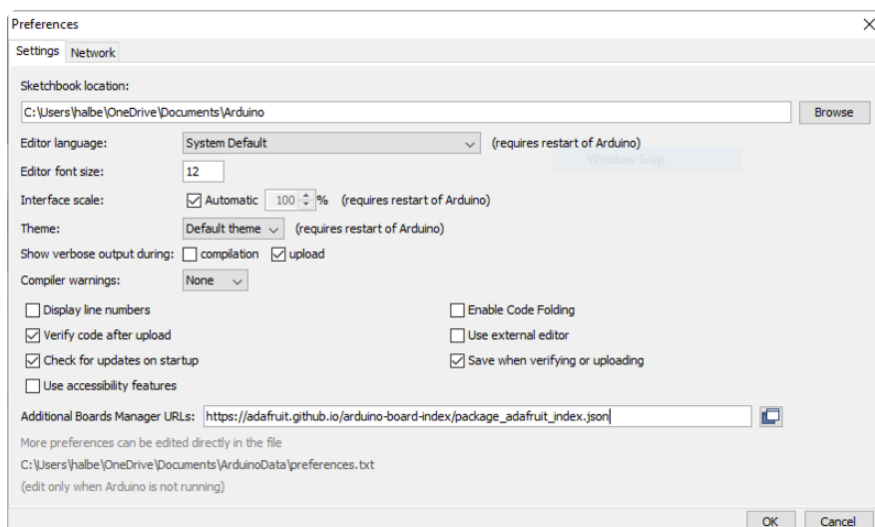 Preferences
Settings Network
Sketchbook location:
C:\Users\halbe\OneDrive\Documents\Arduino Browse
Editor language: System Default (requires restart of Arduino)
Window Snip
Editor font size: 12
Interface scale: Automatic 100 % (requires restart of Arduino)
Theme: Default theme (requires restart of Arduino)
Show verbose output during: compilation upload
Compiler warnings: None
Display line numbers Enable Code Folding
Verify code after upload Use external editor
Check for updates on startup Save when verifying or uploading
Use accessibility features
Additional Boards Manager URLs: https://adafruit.github.io/arduino-board-index/package_adafruit_index.json
More preferences can be edited directly in the file
C:\Users\halbe\OneDrive\Documents\ArduinoData\preferences.txt
(edit only when Arduino is not running)
OK Cancel